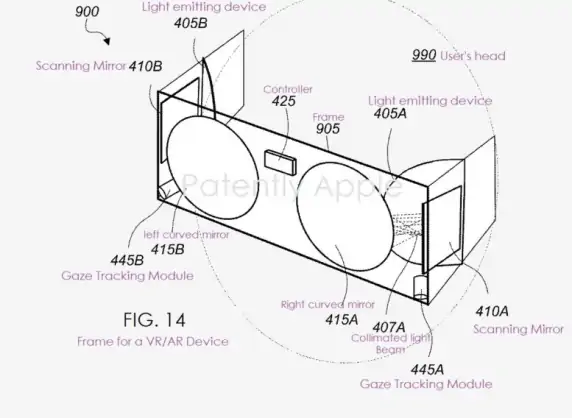 900
Light emitting device
405B
990 User's head
Scanning Mirror 410B
Controller
425
Light emitting device
405A
Frame
905
Patently Apple
left curved mirror
415B
445B
Gaze Tracking Module
Right curved mirror
415A
407A
Collimated light
Beam
410A
Scanning Mirror
FIG. 14
Frame for a VR/AR Device
445A
Gaze Tracking Module